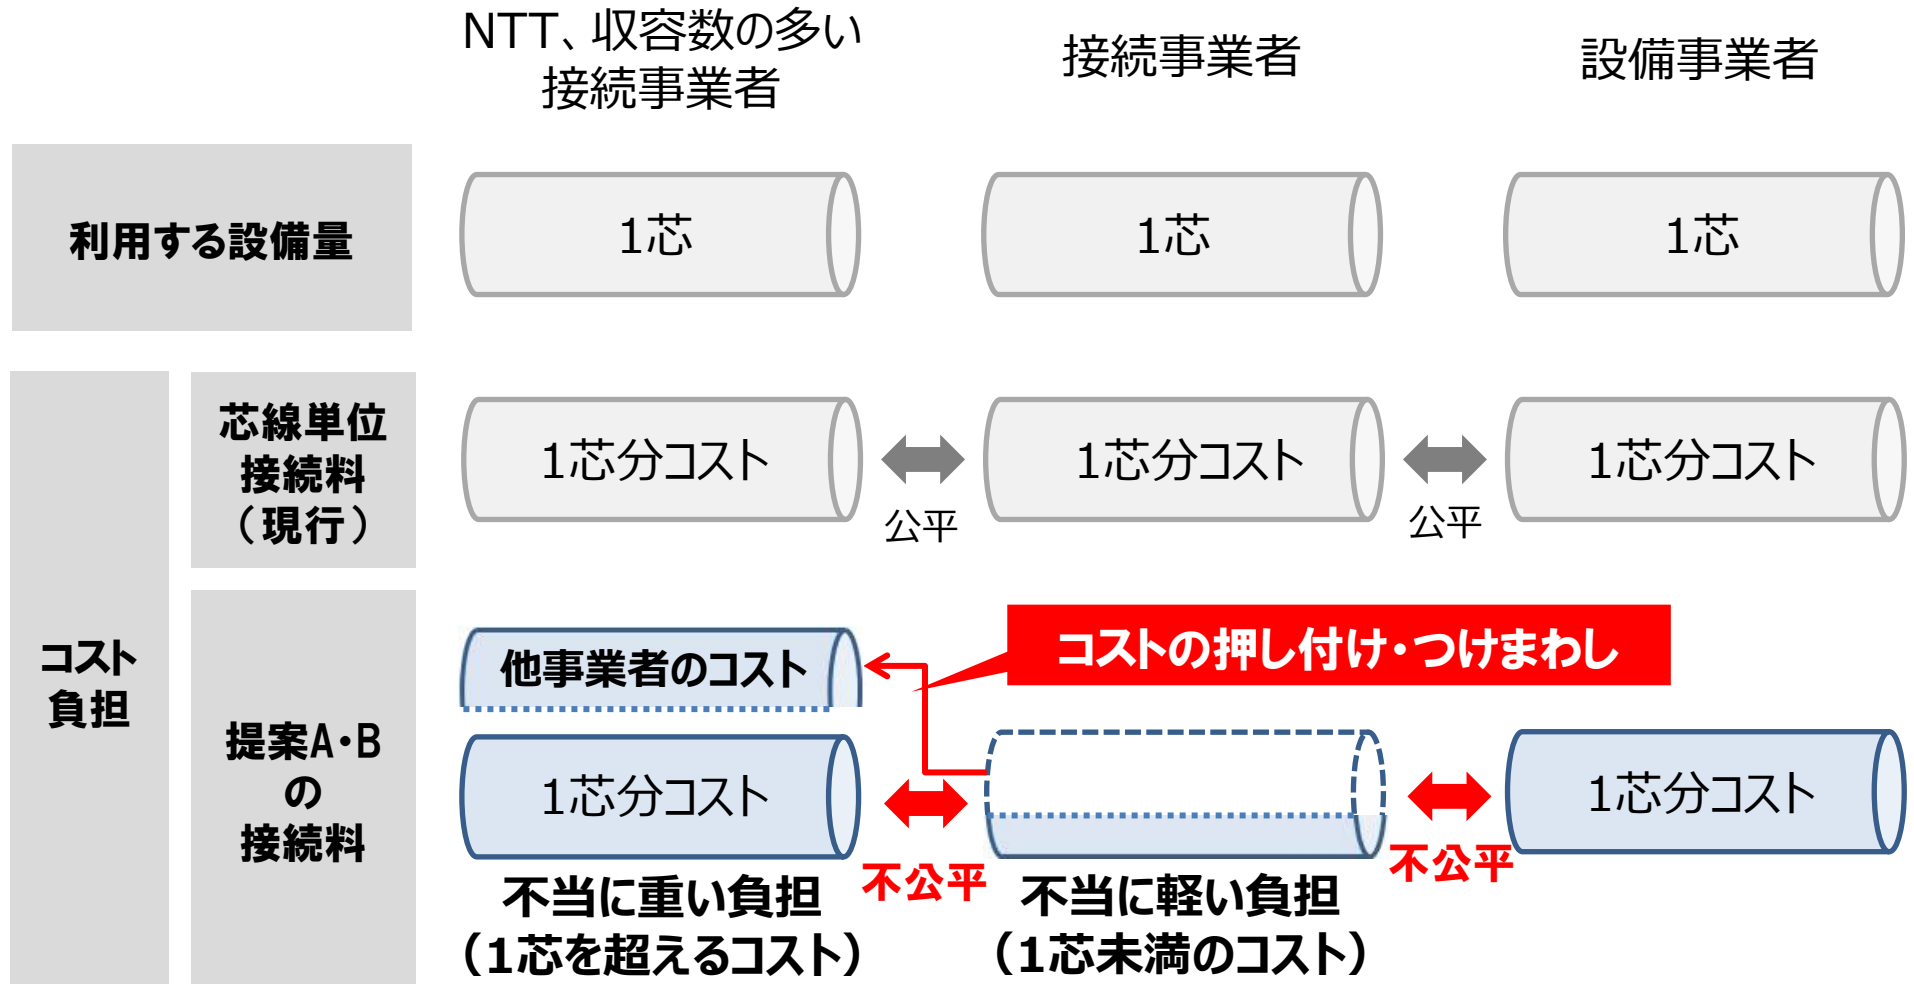 NTT、収容数の多い
接続事業者
接続事業者
設備事業者
利用する設備量
1芯
1芯
1芯
コスト
負担
芯線単位
接続料
（現行）
1芯分コスト
公平
1芯分コスト
公平
1芯分コスト
提案A・B
の
接続料
他事業者のコスト
コストの押し付け・つけまわし
1芯分コスト
不公平
不公平
1芯分コスト
不当に重い負担
（1芯を超えるコスト）
不当に軽い負担
（1芯未満のコスト）